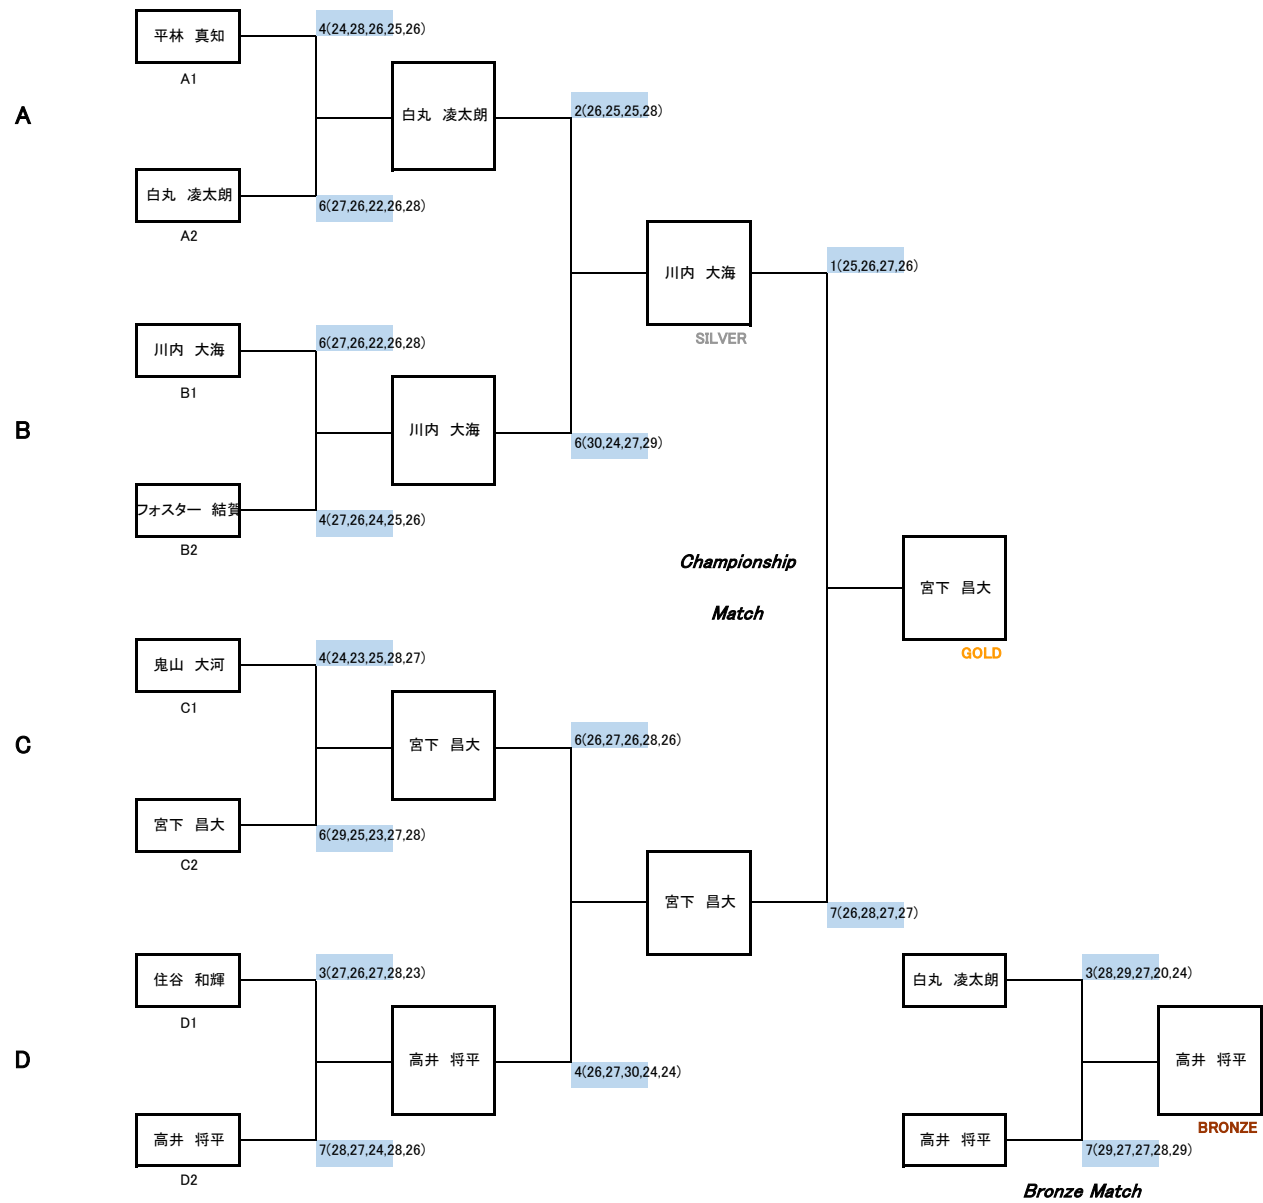 平林　真知
4(24,28,26,25,26)
A1
A
白丸　凌太朗
2(26,25,25,28)
白丸　凌太朗
6(27,26,22,26,28)
A2
川内　大海
1(25,26,27,26)
SILVER
川内　大海
6(27,26,22,26,28)
B1
B
川内　大海
6(30,24,27,29)
フォスター　結賀
4(27,26,24,25,26)
B2
Championship
Match
宮下　昌大
GOLD
鬼山　大河
4(24,23,25,28,27)
C1
C
宮下　昌大
6(26,27,26,28,26)
宮下　昌大
6(29,25,23,27,28)
C2
宮下　昌大
7(26,28,27,27)
住谷　和輝
3(27,26,27,28,23)
D1
D
高井　将平
4(26,27,30,24,24)
高井　将平
7(28,27,24,28,26)
D2
白丸　凌太朗
3(28,29,27,20,24)
高井　将平
BRONZE
高井　将平
7(29,27,27,28,29)
Bronze Match